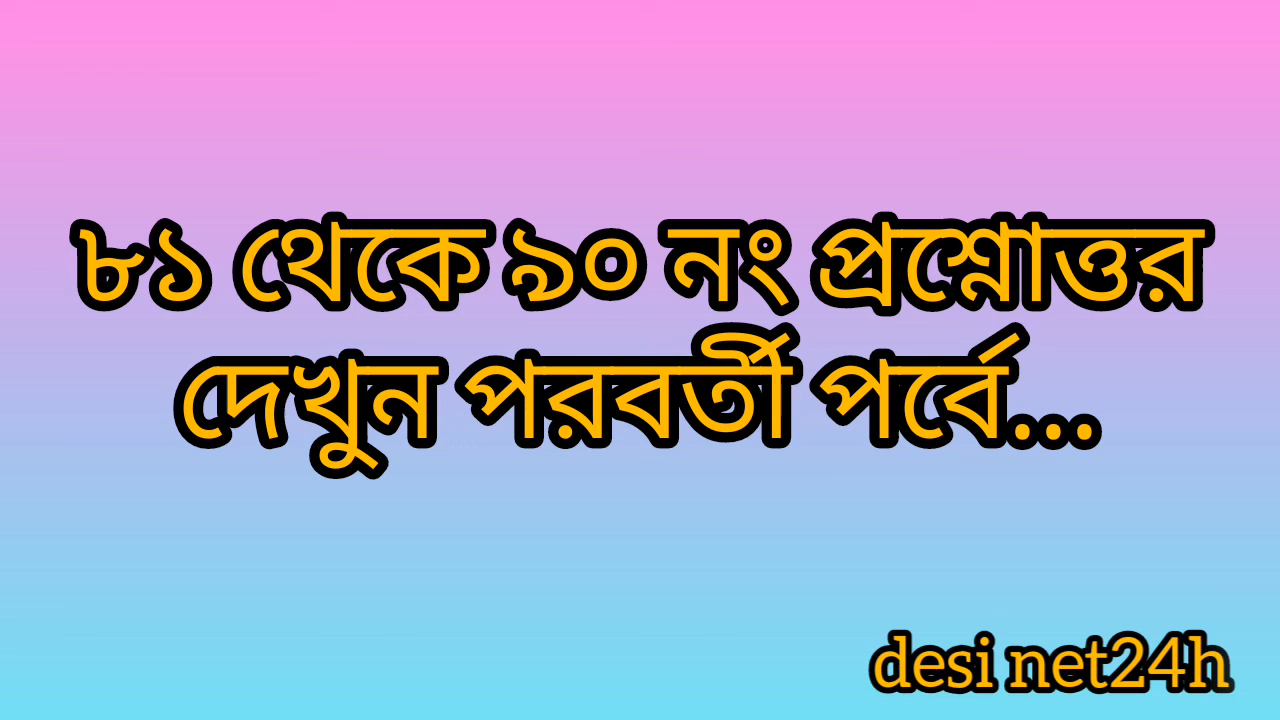 ৮১ থেকে ৯০ নং প্রশ্নোত্তর
দেখুন পরবর্তী পর্বে...
desi net24h